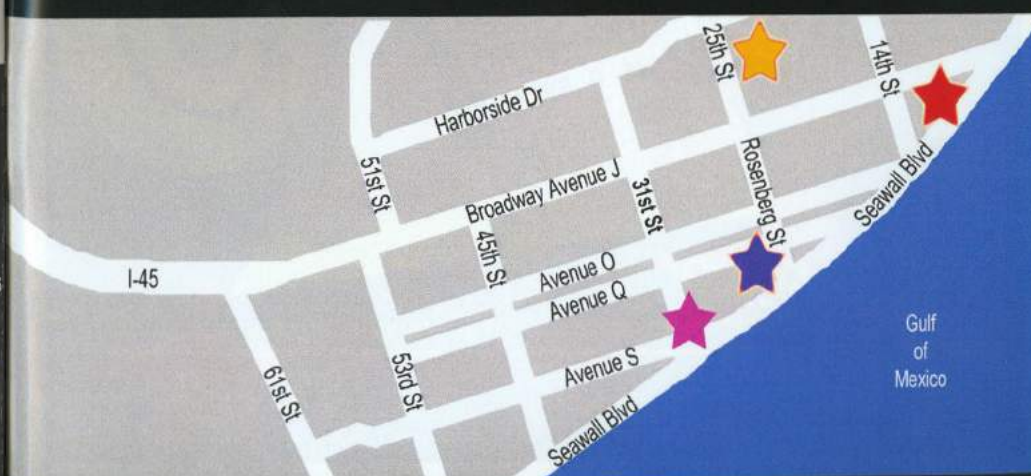 25th St
14th St
Harborside Dr
51st St
Broadway Avenue J
31st St
Rosenberg St
Seawall Blvd
45th St
Avenue O
I-45
Avenue Q
Gulf
of
Mexico
61st St
53rd St
Avenue S
Seawall Blvd